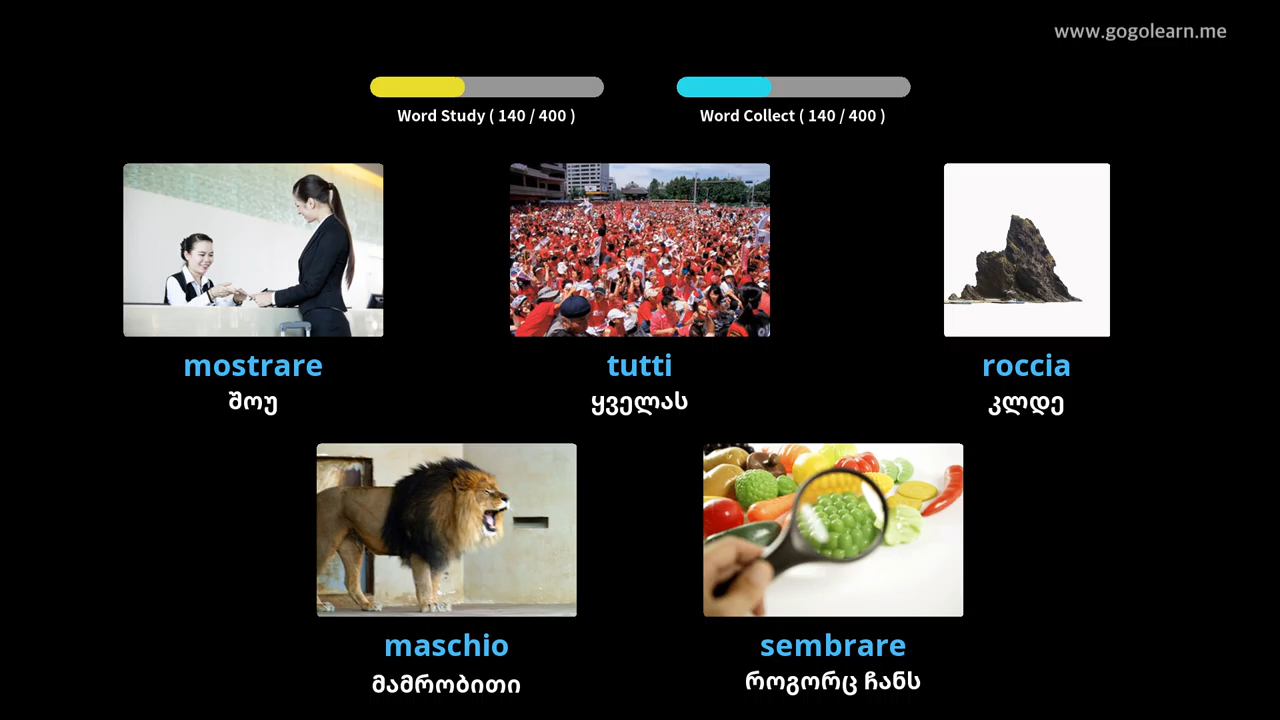 www.gogolearn.me
Word Study ( 140 / 400 )
Word Collect ( 140 / 400 )
mostrare
შოუ
tutti
ყველას
roccia
კლდე
maschio
მამრობითი
sembrare
როგორც ჩანს